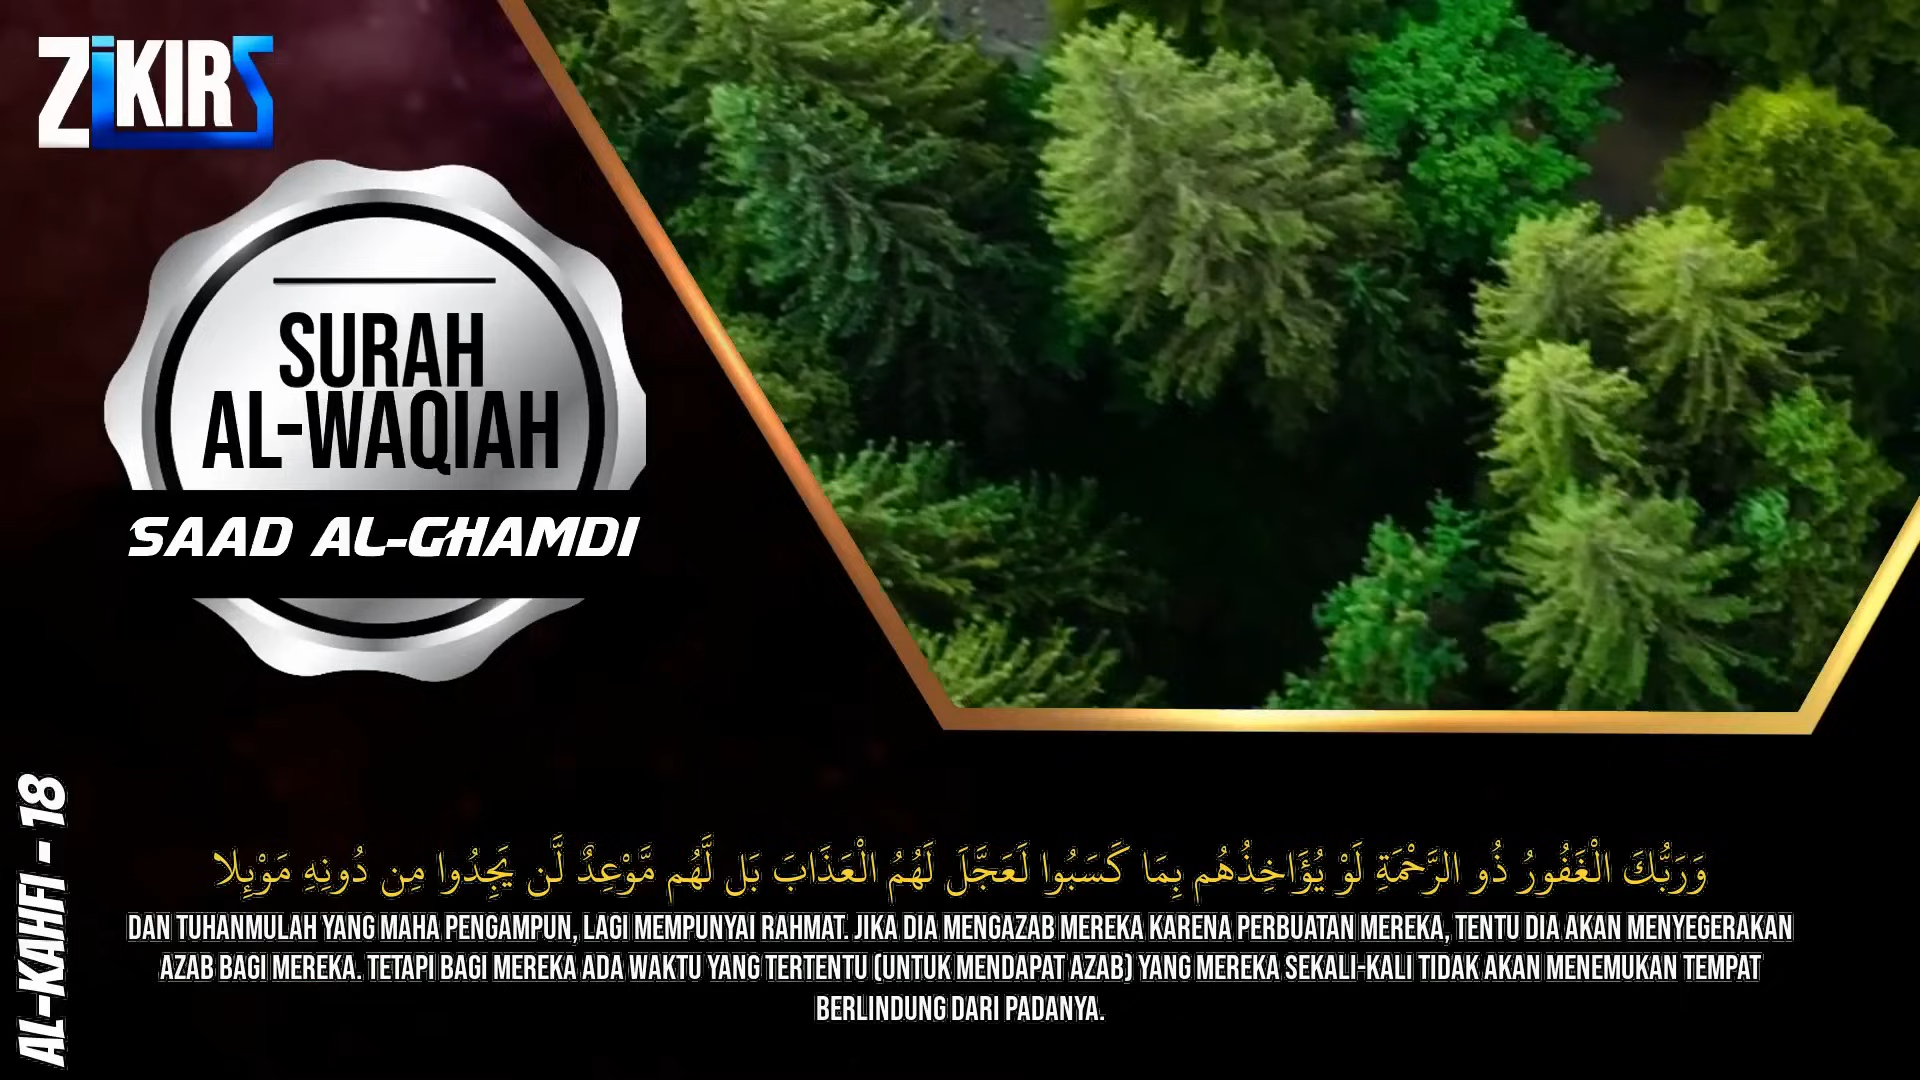 ZiKIRS
SURAH
AL-WAQIAH
SAAD AL-GHAMDI
AL-KAHFI - 18
وَرَبُّكَ الْغَفُورُ ذُو الرَّحْمَةِ لَوْ يُؤَاخِذُهُم بِمَا كَسَبُوا لَعَجَّلَ لَهُمُ الْعَذَابَ بَل لَّهُم مَّوْعِدٌ لَّن يَجِدُوا مِن دُونِهِ مَوْئِلًا
DAN TUHANMULAH YANG MAHA PENGAMPUN, LAGI MEMPUNYAI RAHMAT. JIKA DIA MENGAZAB MEREKA KARENA PERBUATAN MEREKA, TENTU DIA AKAN MENYEGERAKAN
AZAB BAGI MEREKA. TETAPI BAGI MEREKA ADA WAKTU YANG TERTENTU (UNTUK MENDAPAT AZAB) YANG MEREKA SEKALI-KALI TIDAK AKAN MENEMUKAN TEMPAT
BERLINDUNG DARI PADANYA.